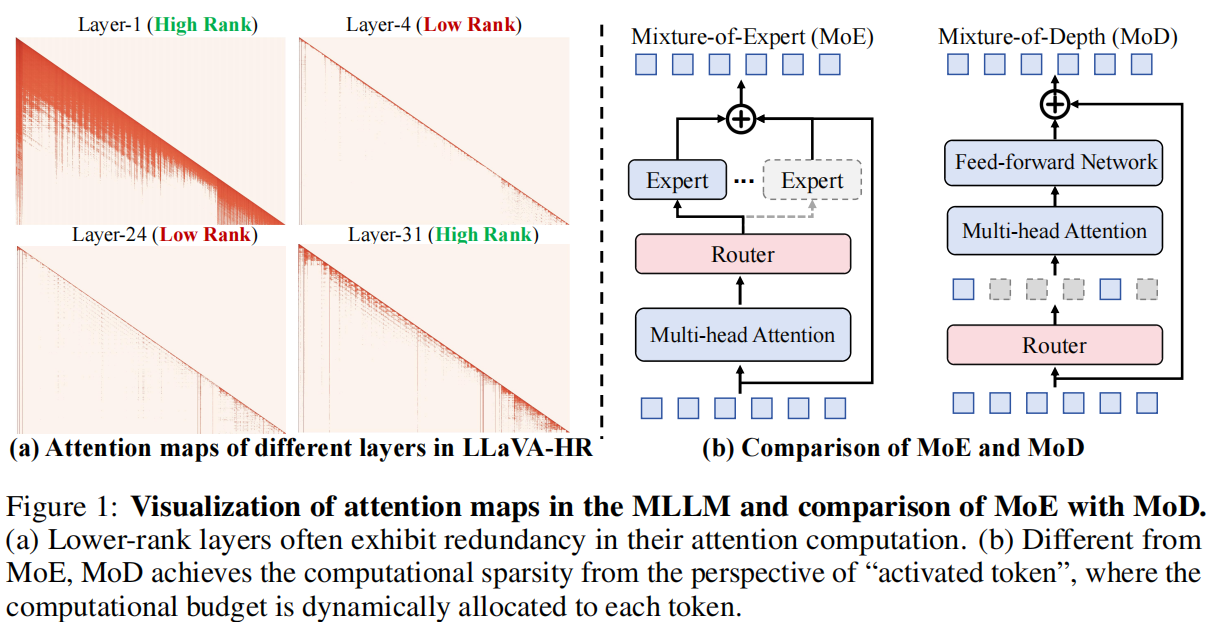 Layer-1 (High Rank)
Layer-4 (Low Rank)
Layer-24 (Low Rank)
Layer-31 (High Rank)
(a) Attention maps of different layers in LLaVA-HR
Mixture-of-Expert (MoE)
Expert
...
Expert
Router
Multi-head Attention
Mixture-of-Depth (MoD)
Feed-forward Network
Multi-head Attention
Router
(b) Comparison of MoE and MoD
Figure 1: Visualization of attention maps in the MLLM and comparison of MoE with MoD.
(a) Lower-rank layers often exhibit redundancy in their attention computation. (b) Different from
MoE, MoD achieves the computational sparsity from the perspective of “activated token”, where the
computational budget is dynamically allocated to each token.